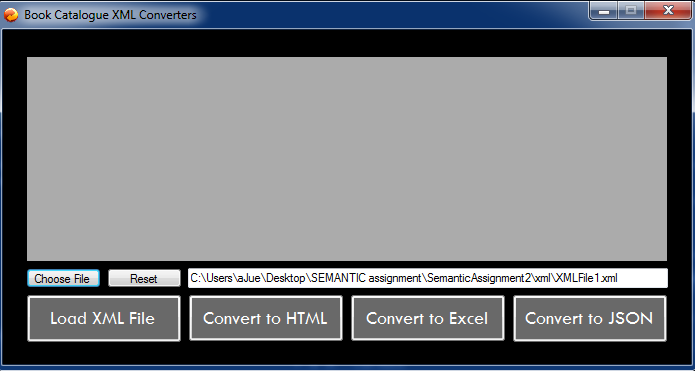 Book Catalogue XML Converters
Choose File Reset C:\Users\aJue\Desktop\SEMANTIC assignment\SemanticAssignment2\xml\XMLFile1.xml
Load XML File Convert to HTML Convert to Excel Convert to JSON